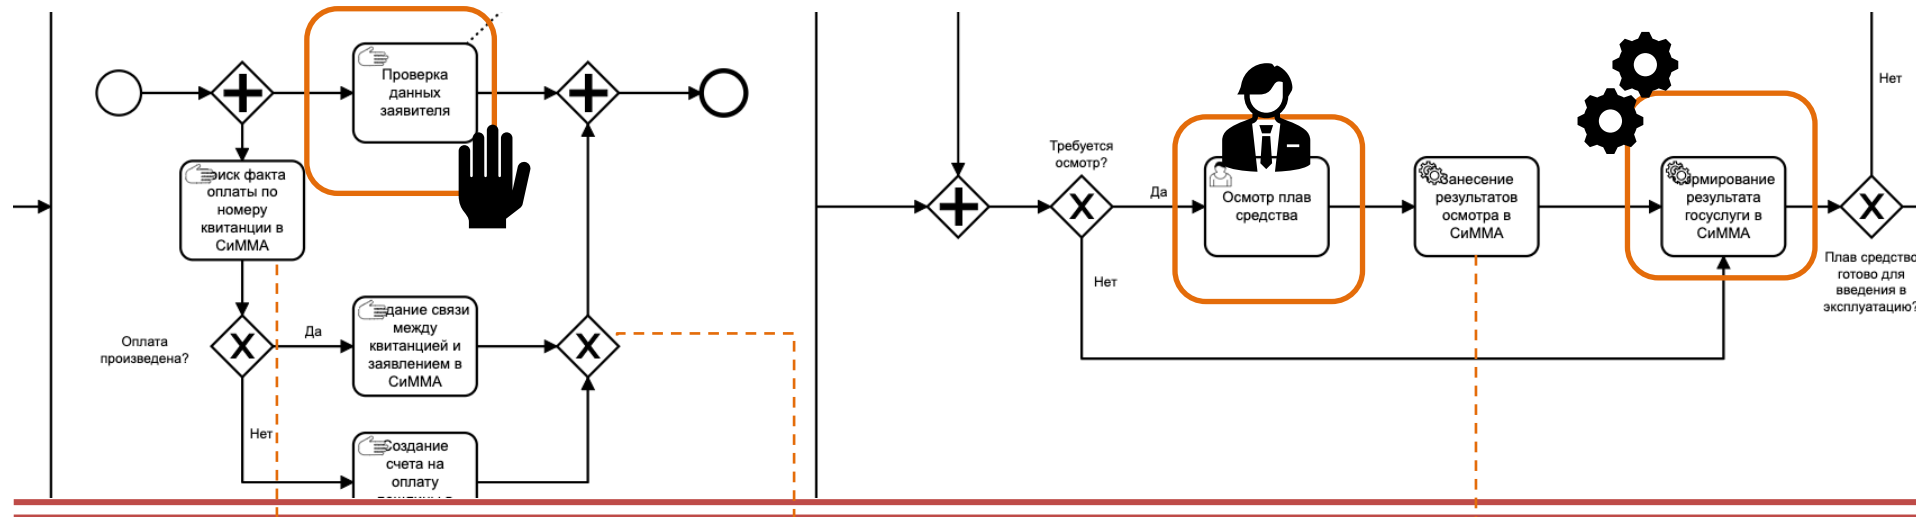 Проверка
данных
заявителя
оиск факта
оплаты по
номеру
квитанции в
СиММА
Оплата
произведена?
Да
дание связи
между
квитанцией и
заявлением в
СиММА
Нет
Создание
счета на
оплату
Требуется
осмотр?
Да
Нет
Осмотр плав
средства
Занесение
результатов
осмотра в
СиММА
рмирование
результата
госуслуги в
СиММА
Нет
Плав средство
готово для
введения в
эксплуатацию?